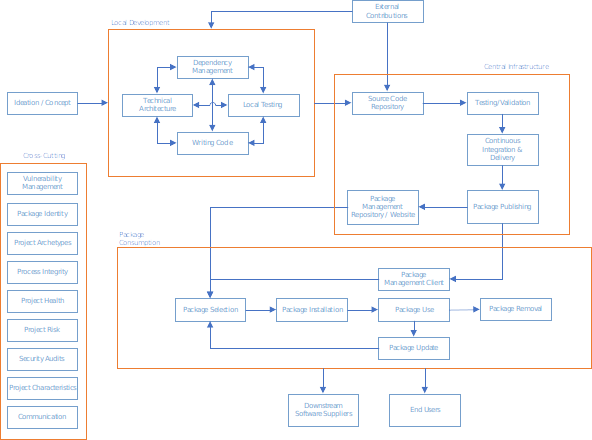 External
Contributions
Local Development
Dependency
Management
Central Infrastructure
Ideation / Concept
Technical
Architecture
Local Testing
Source Code
Repository
Testing/Validation
Writing Code
Continuous
Integration &
Delivery
Cross-Cutting
Vulnerability
Management
Package Identity
Package
Management
Repository / Website
Package Publishing
Package
Consumption
Project Archetypes
Process Integrity
Package
Management Client
Project Health
Package Selection
Package Installation
Package Use
Package Removal
Project Risk
Security Audits
Package Update
Project Characteristics
Communication
Downstream
Software Suppliers
End Users